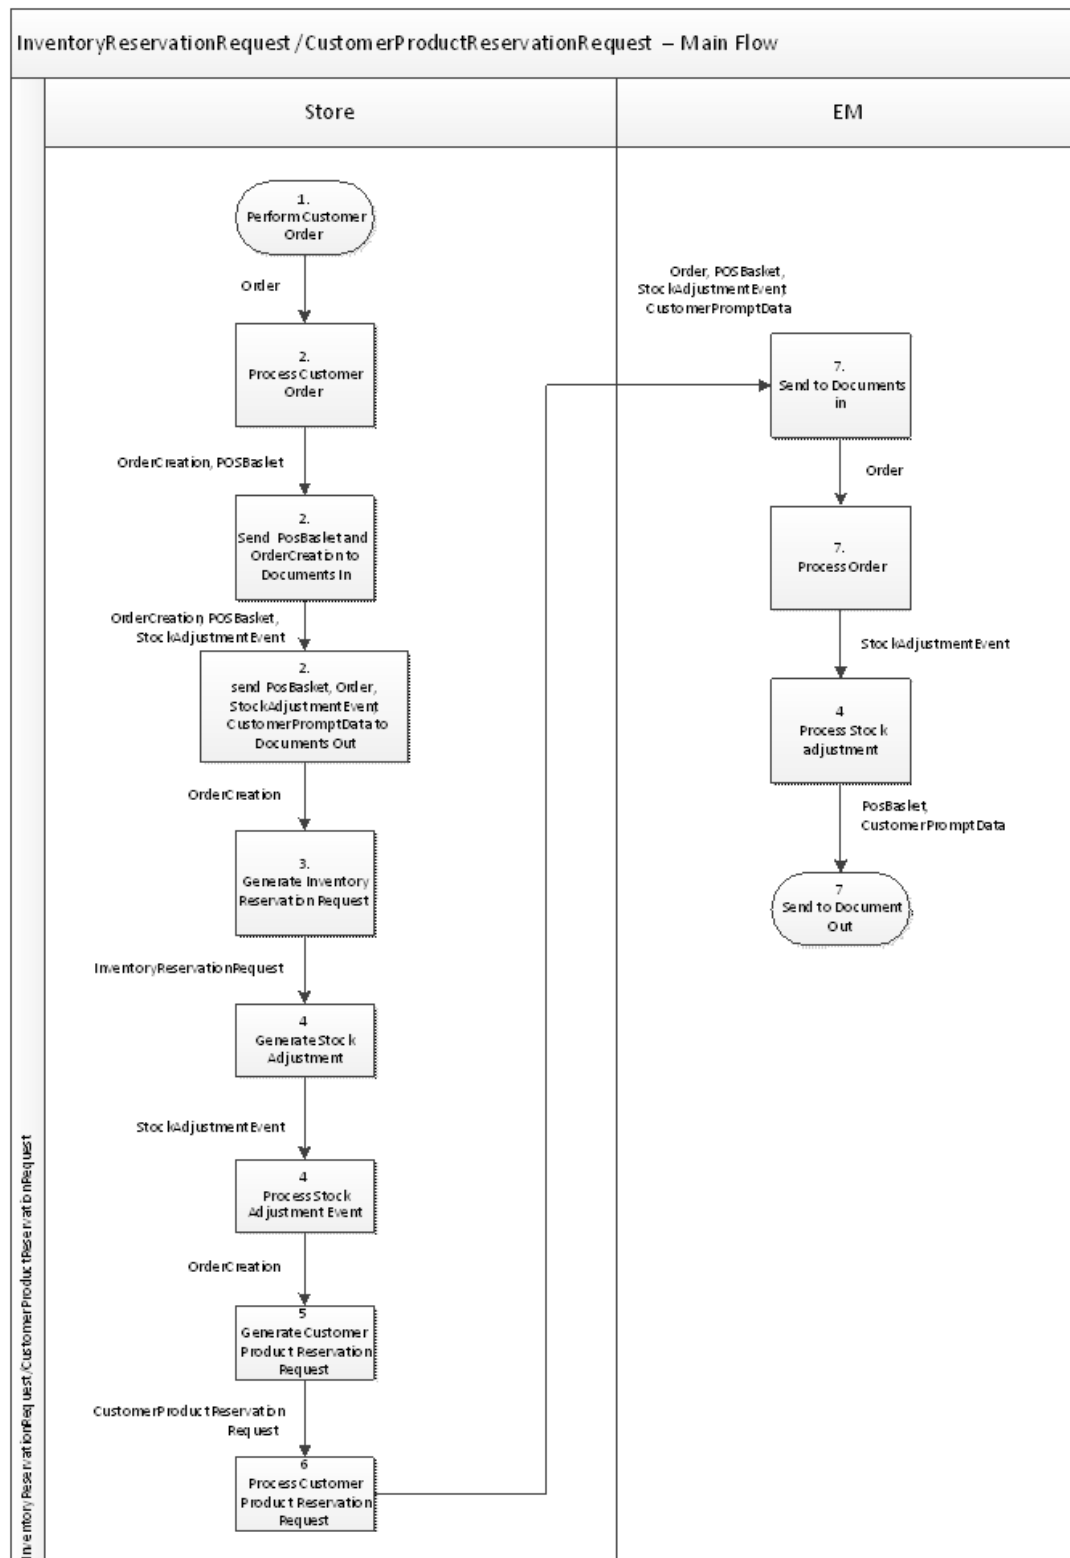 InventoryReservationRequest/CustomerProductReservationRequest – Main Flow
Store
EM
1.
Perform Customer
Order
Order
2.
Process Customer
Order
OrderCreation, POSBasket
2.
Send PosBasket and
OrderCreation to
Documents In
OrderCreation, POSBasket,
StockAdjustmentEvent
2.
send PosBasket, Order,
StockAdjustmentEvent,
CustomerPromptData to
Documents Out
OrderCreation
3.
Generate Inventory
Reservation Request
InventoryReservationRequest
4
Generate Stock
Adjustment
StockAdjustmentEvent
4
Process Stock
Adjustment Event
OrderCreation
5
Generate Customer
Product Reservation
Request
CustomerProductReservation
Request
6
Process Customer
Product Reservation
Request
Order, POSBasket,
StockAdjustmentEvent,
CustomerPromptData
7.
Send to Documents
in
Order
7.
Process Order
StockAdjustmentEvent
4
Process Stock
adjustment
PosBasket,
CustomerPromptData
7
Send to Document
Out
InventoryReservationRequest/CustomerProductReservationRequest